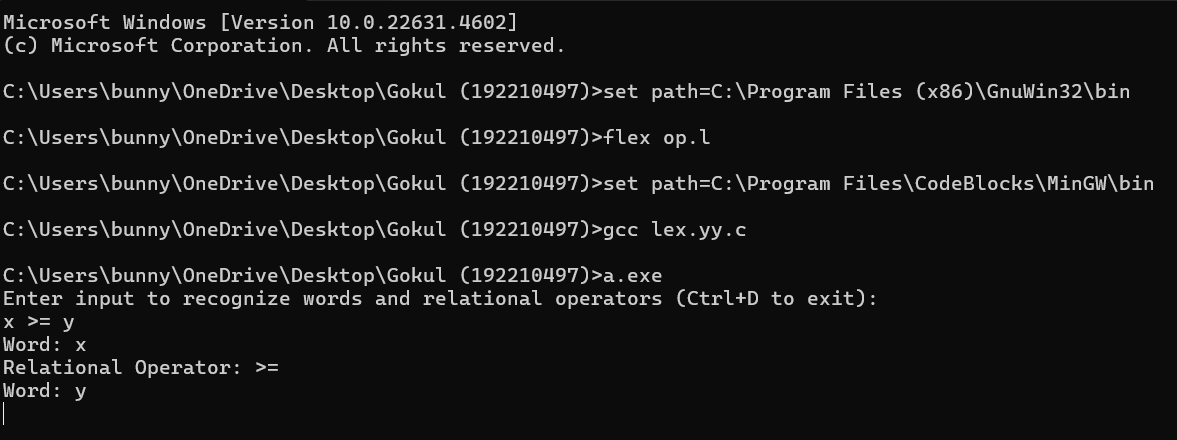 Microsoft Windows [Version 10.0.22631.4602]
(c) Microsoft Corporation. All rights reserved.
C:\Users\bunny\OneDrive\Desktop\Gokul (192210497)>set path=C:\Program Files (x86)\GnuWin32\bin
C:\Users\bunny\OneDrive\Desktop\Gokul (192210497)>flex op.l
C:\Users\bunny\OneDrive\Desktop\Gokul (192210497)>set path=C:\Program Files\CodeBlocks\MinGW\bin
C:\Users\bunny\OneDrive\Desktop\Gokul (192210497)>gcc lex.yy.c
C:\Users\bunny\OneDrive\Desktop\Gokul (192210497)>a.exe
Enter input to recognize words and relational operators (Ctrl+D to exit):
x >= y
Word: x
Relational Operator: >=
Word: y